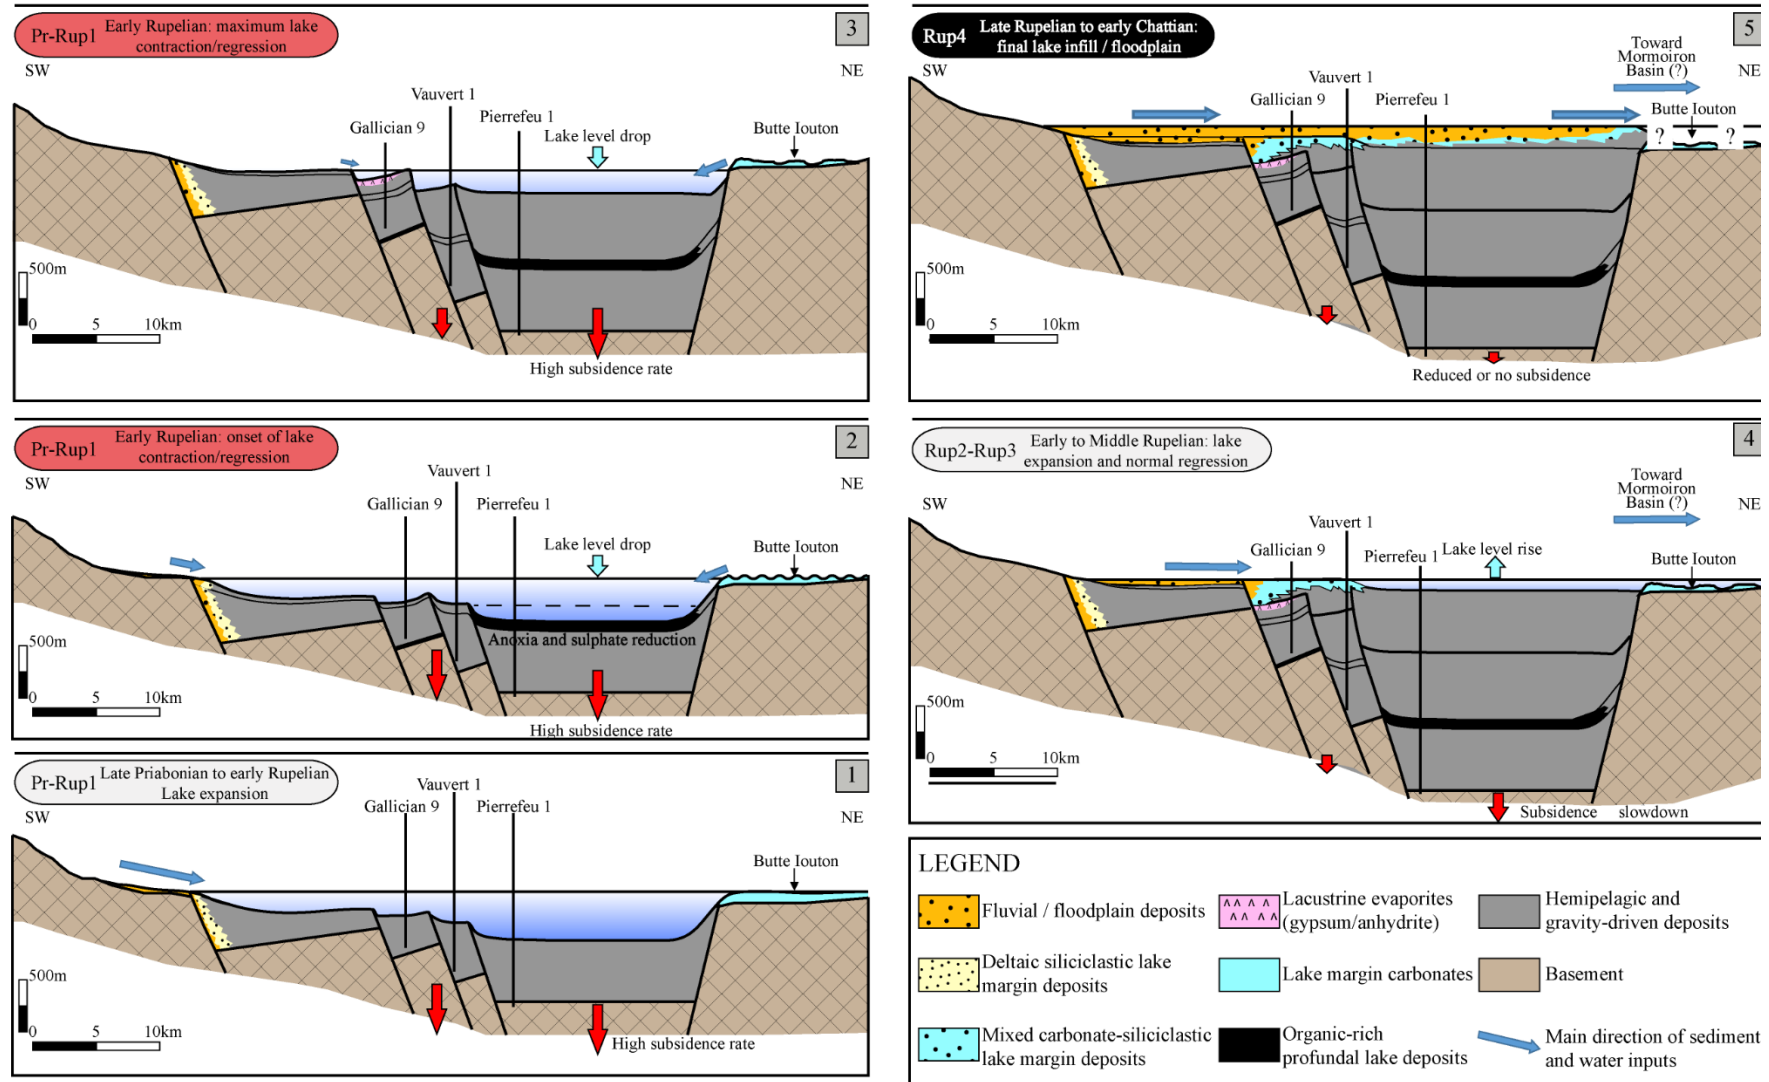 Pr-Rup1
Early Rupelian: maximum lake
contraction/regression
3
SW
NE
Vauvert 1
Gallician 9
Pierrefeu 1
Lake level drop
Butte Iouton
500m
0
0 5 10km
High subsidence rate
Pr-Rup1
Early Rupelian: onset of lake
contraction/regression
2
SW
NE
Vauvert 1
Gallician 9
Pierrefeu 1
Lake level drop
Butte Iouton
Anoxia and sulphate reduction
500m
0
0 5 10km
High subsidence rate
Pr-Rup1
Late Priabonian to early Rupelian
Lake expansion
1
SW
NE
Vauvert 1
Gallician 9
Pierrefeu 1
Butte Iouton
500m
0
0 5 10km
High subsidence rate
Rup4
Late Rupelian to early Chattian:
final lake infill / floodplain
5
SW
NE
Toward
Mormoiron
Basin (?)
Vauvert 1
Gallician 9
Pierrefeu 1
Butte Iouton
? ?
500m
0
0 5 10km
Reduced or no subsidence
Rup2-Rup3
Early to Middle Rupelian: lake
expansion and normal regression
4
SW
NE
Toward
Mormoiron
Basin (?)
Vauvert 1
Gallician 9
Pierrefeu 1
Lake level rise
Butte Iouton
500m
0
0 5 10km
Subsidence slowdown
LEGEND
Fluvial / floodplain deposits
Deltaic siliciclastic lake
margin deposits
Mixed carbonate-siliciclastic
lake margin deposits
Lacustrine evaporites
(gypsum/anhydrite)
Lake margin carbonates
Organic-rich
profundal lake deposits
Hemipelagic and
gravity-driven deposits
Basement
Main direction of sediment
and water inputs